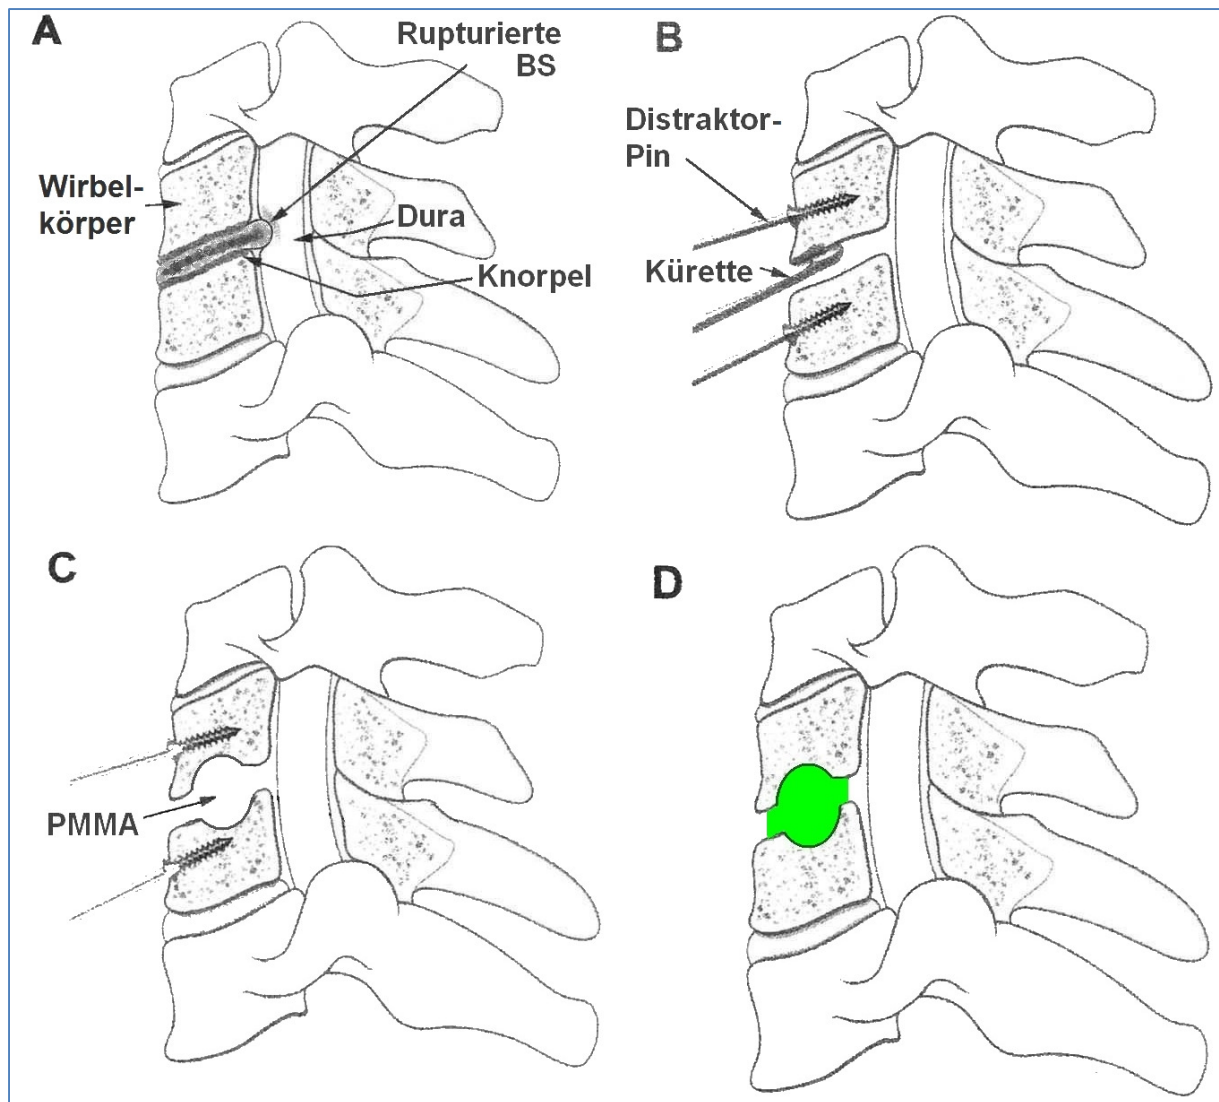 A
Rupturierte
BS
Wirbel-
körper
Dura
Knorpel
B
Distraktor-
Pin
Kürette
C
PMMA
D